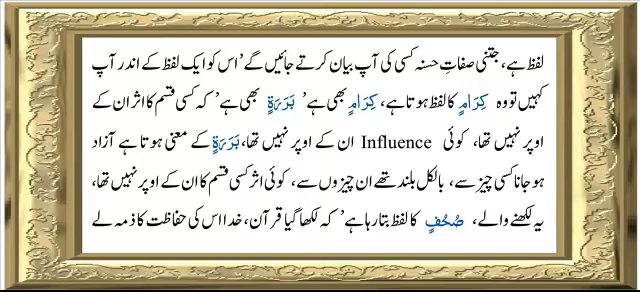 لفظ ہے، جتنی صفاتِ حسنہ کسی کی آپ بیان کرتے جائیں گے' اس کو ایک لفظ کے اندر آپ
کہیں تو وہ کِرَامٍ کا لفظ ہوتا ہے، کِرَامٍ بھی ہے' بَرَرَةٍ بھی ہے' کہ کسی قسم کا اثر ان کے
اوپر نہیں تھا، کوئی Influence ان کے اوپر نہیں تھا، بَرَرَةٍ کے معنی ہوتا ہے آزاد
ہو جانا کسی چیز سے، بالکل بلند تھے ان چیزوں سے، کوئی اثر کسی قسم کا ان کے اوپر نہیں تھا،
یہ لکھنے والے، صُحُفٍ کا لفظ بتا رہا ہے' کہ لکھا گیا قرآن، خدا اس کی حفاظت کا ذمہ لے